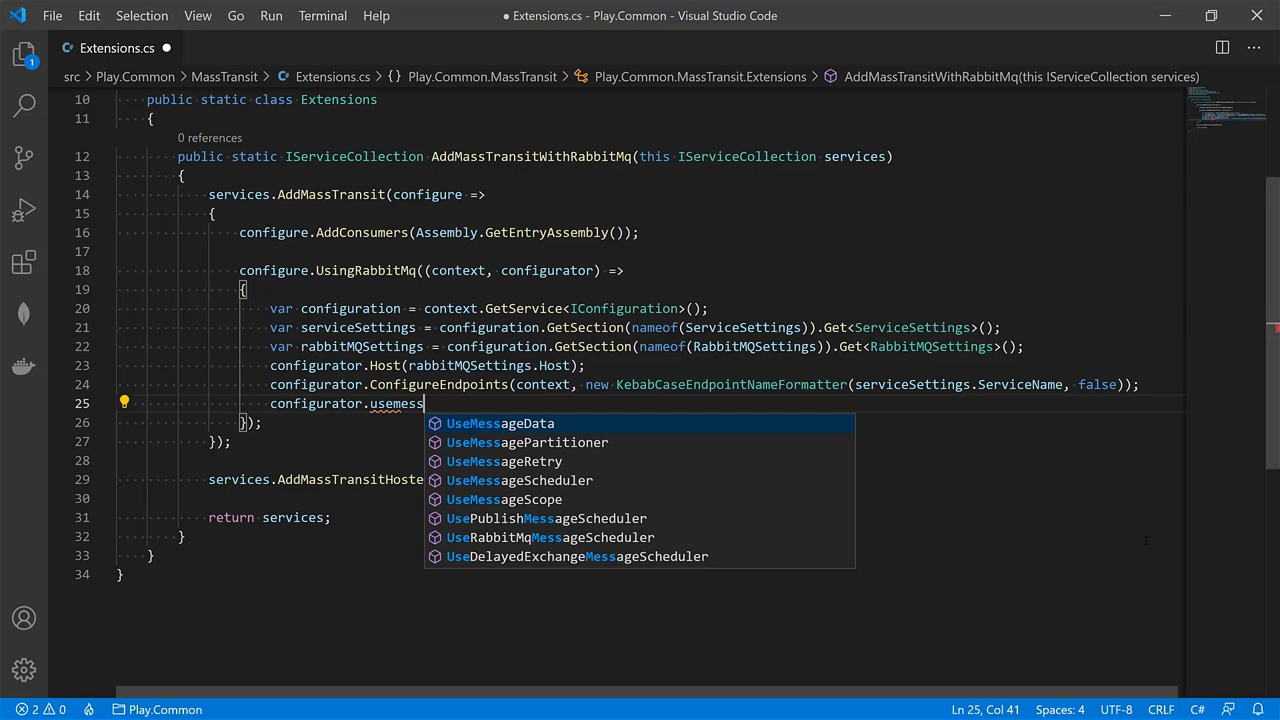 File Edit Selection View Go Run Terminal Help
● Extensions.cs - Play.Common - Visual Studio Code
Extensions.cs ●
src > Play.Common > MassTransit > Extensions.cs > {} Play.Common.MassTransit > Play.Common.MassTransit.Extensions > AddMassTransitWithRabbitMq(this IServiceCollection services)
10 public static class Extensions
11 {
0 references
12 public static IServiceCollection AddMassTransitWithRabbitMq(this IServiceCollection services)
13 {
14 services.AddMassTransit(configure =>
15 {
16 configure.AddConsumers(Assembly.GetEntryAssembly());
17
18 configure.UsingRabbitMq((context, configurator) =>
19 {
20 var configuration = context.GetService<IConfiguration>();
21 var serviceSettings = configuration.GetSection(nameof(ServiceSettings)).Get<ServiceSettings>();
22 var rabbitMQSettings = configuration.GetSection(nameof(RabbitMQSettings)).Get<RabbitMQSettings>();
23 configurator.Host(rabbitMQSettings.Host);
24 configurator.ConfigureEndpoints(context, new KebabCaseEndpointNameFormatter(serviceSettings.ServiceName, false));
25 configurator.usemess
UseMessageData
UseMessagePartitioner
UseMessageRetry
UseMessageScheduler
UseMessageScope
UsePublishMessageScheduler
UseRabbitMqMessageScheduler
UseDelayedExchangeMessageScheduler
26 });
27 });
28
29 services.AddMassTransitHoste
30
31 return services;
32 }
33 }
34 }
1
2 0 Play.Common Ln 25, Col 41 Spaces: 4 UTF-8 CRLF C#